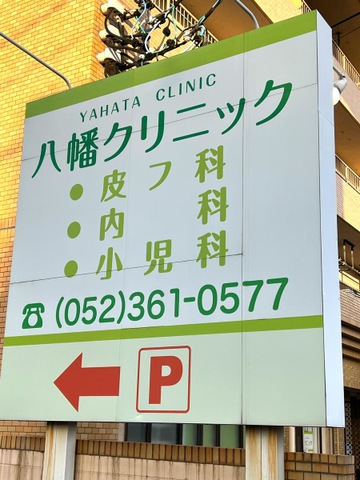 YAHATA CLINIC
八幡クリニック
●皮フ科
●内科
●小児科
☎(052)361-0577
← P